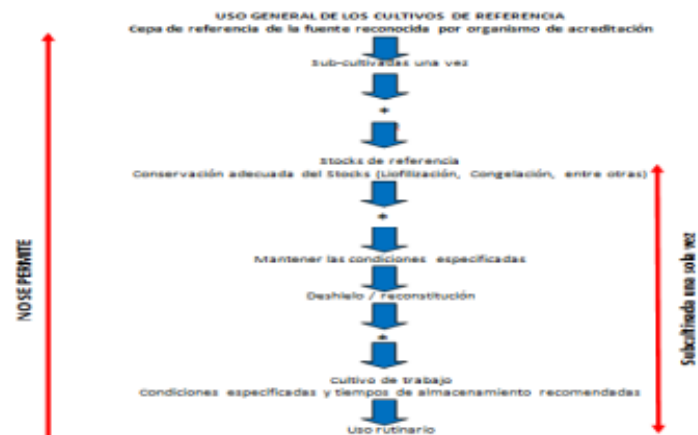 USO GENERAL DE LOS CULTIVOS DE REFERENCIA
Cepa de referencia de la fuente reconocida por organismo de acreditación
Sub-cultivadas una vez
*
Stocks de referencia
Conservación adecuada del Stocks (Liofilización, Congelación, entre otras)
*
Mantener las condiciones especificadas
Deshielo / reconstitución
*
Cultivo de trabajo
Condiciones especificadas y tiempos de almacenamiento recomendadas
Uso rutinario
NO SE PERMITE
Subcultivada una sola vez